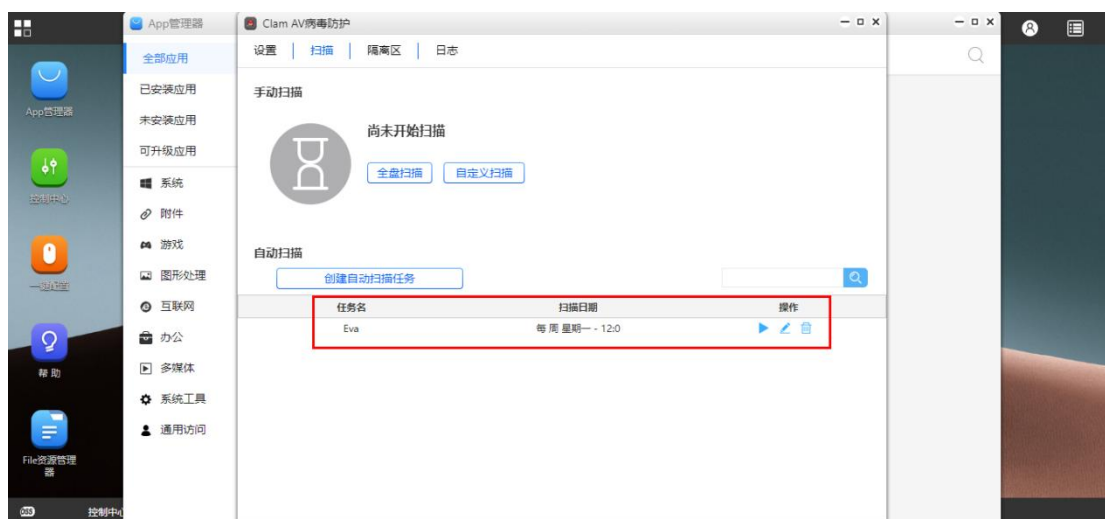 App管理器
Clam AV病毒防护
设置 | 扫描 | 隔离区 | 日志
全部应用
已安装应用
未安装应用
可升级应用
系统
附件
游戏
图形处理
互联网
办公
多媒体
系统工具
通用访问
手动扫描
尚未开始扫描
全盘扫描 自定义扫描
自动扫描
创建自动扫描任务
任务名 扫描日期 操作
Eva 每 周 星期一 - 12:0
App管理器
控制中心
一键配置
帮 助
File资源管理
器
控制中心